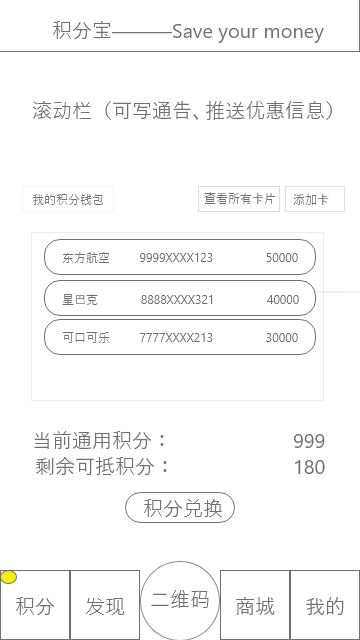 积分宝———Save your money
滚动栏（可写通告、推送优惠信息）
我的积分钱包 查看所有卡片 添加卡
东方航空 9999XXXX123 50000
星巴克 8888XXXX321 40000
可口可乐 7777XXXX213 30000
当前通用积分： 999
剩余可抵积分： 180
积分兑换
积分 发现 二维码 商城 我的